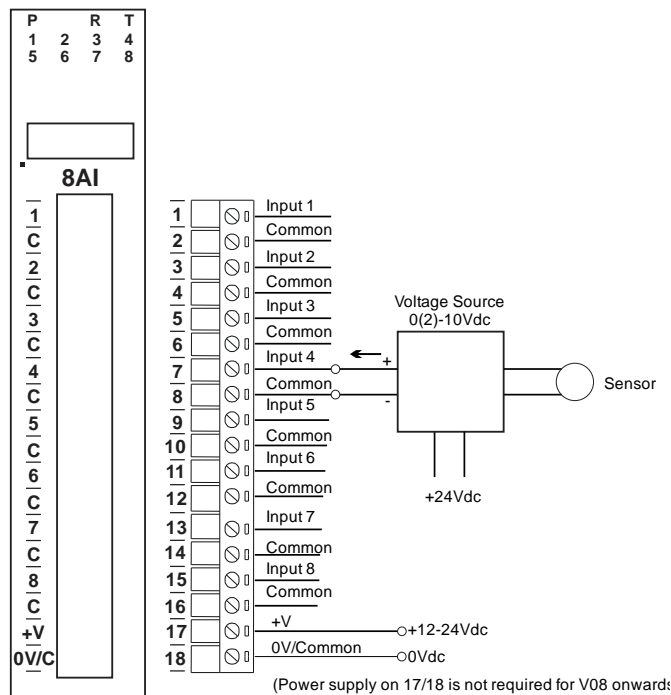 P R T
1 2 3 4
5 6 7 8
8AI
1
C
2
C
3
C
4
C
5
C
6
C
7
C
8
C
+V
0V/C
1 Input 1
2 Common
3 Input 2
4 Common
5 Input 3
6 Common
7 Input 4
8 Common
9 Input 5
10 Common
11 Input 6
12 Common
13 Input 7
14 Common
15 Input 8
16 Common
17 +V +12-24Vdc
18 0V/Common 0Vdc
Voltage Source
0(2)-10Vdc
+
-
Sensor
+24Vdc
(Power supply on 17/18 is not required for V08 onwards